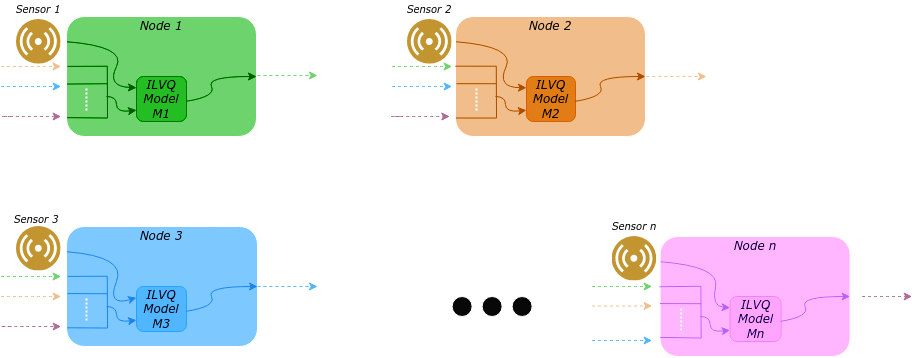 Sensor 1
Node 1
ILVQ
Model
M1
Sensor 2
Node 2
ILVQ
Model
M2
Sensor 3
Node 3
ILVQ
Model
M3
Sensor n
Node n
ILVQ
Model
Mn